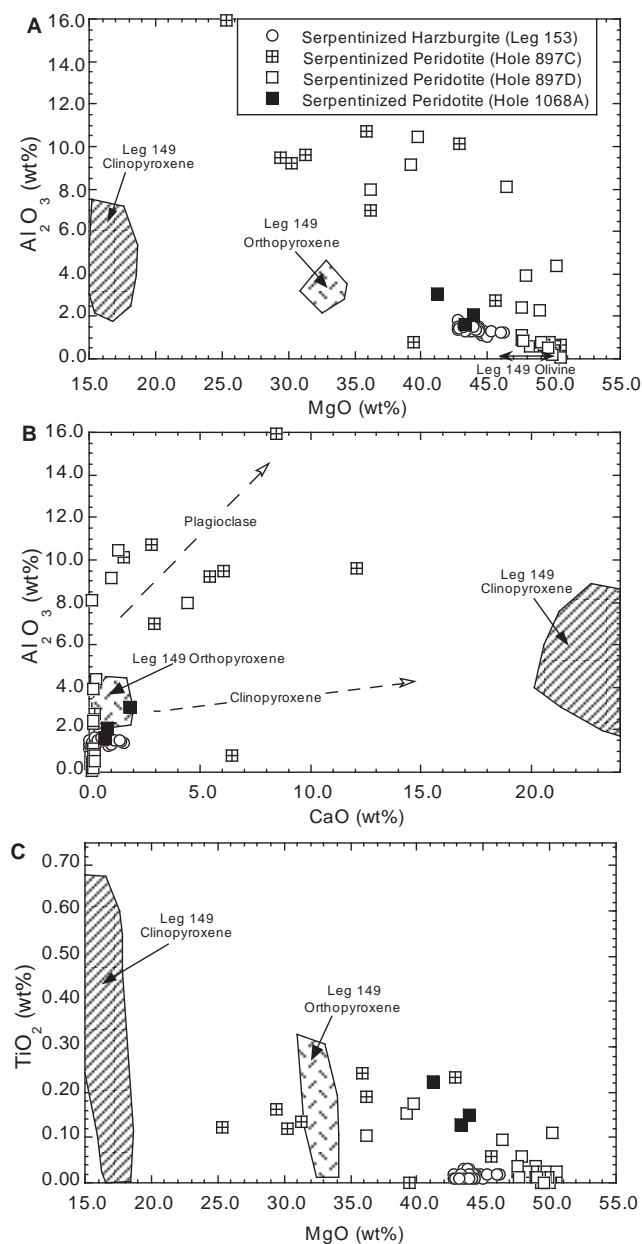 A
16.0
14.0
12.0
10.0
8.0
6.0
4.0
2.0
0.0
Al2O3 (wt%)
Serpentinized Harzburgite (Leg 153)
Serpentinized Peridotite (Hole 897C)
Serpentinized Peridotite (Hole 897D)
Serpentinized Peridotite (Hole 1068A)
Leg 149
Clinopyroxene
Leg 149
Orthopyroxene
Leg 149 Olivine
15.0 20.0 25.0 30.0 35.0 40.0 45.0 50.0 55.0
MgO (wt%)
B
16.0
14.0
12.0
10.0
8.0
6.0
4.0
2.0
0.0
Al2O3 (wt%)
Plagioclase
Leg 149
Clinopyroxene
Leg 149 Orthopyroxene
Clinopyroxene
0.0 5.0 10.0 15.0 20.0
CaO (wt%)
C
0.70
0.60
0.50
0.40
0.30
0.20
0.10
0.00
TiO2 (wt%)
Leg 149
Clinopyroxene
Leg 149
Orthopyroxene
15.0 20.0 25.0 30.0 35.0 40.0 45.0 50.0 55.0
MgO (wt%)